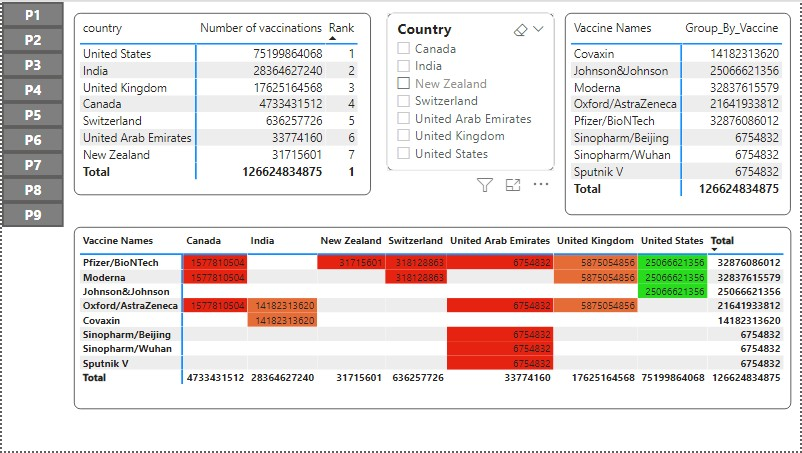 P1
P2
P3
P4
P5
P6
P7
P8
P9
country Number of vaccinations Rank
United States 75199864068 1
India 28364627240 2
United Kingdom 17625164568 3
Canada 4733431512 4
Switzerland 636257726 5
United Arab Emirates 33774160 6
New Zealand 31715601 7
Total 126624834875 1
Country
Canada
India
New Zealand
Switzerland
United Arab Emirates
United Kingdom
United States
Vaccine Names Group_By_Vaccine
Covaxin 14182313620
Johnson&Johnson 25066621356
Moderna 32837615579
Oxford/AstraZeneca 21641933812
Pfizer/BioNTech 32876086012
Sinopharm/Beijing 6754832
Sinopharm/Wuhan 6754832
Sputnik V 6754832
Total 126624834875
Vaccine Names Canada India New Zealand Switzerland United Arab Emirates United Kingdom United States Total
Pfizer/BioNTech 1577810504 31715601 318128863 6754832 5875054856 25066621356 32876086012
Moderna 1577810504 318128863 5875054856 25066621356 32837615579
Johnson&Johnson 25066621356 25066621356
Oxford/AstraZeneca 1577810504 14182313620 6754832 5875054856 21641933812
Covaxin 14182313620 14182313620
Sinopharm/Beijing 6754832 6754832
Sinopharm/Wuhan 6754832 6754832
Sputnik V 6754832 6754832
Total 4733431512 28364627240 31715601 636257726 33774160 17625164568 75199864068 126624834875